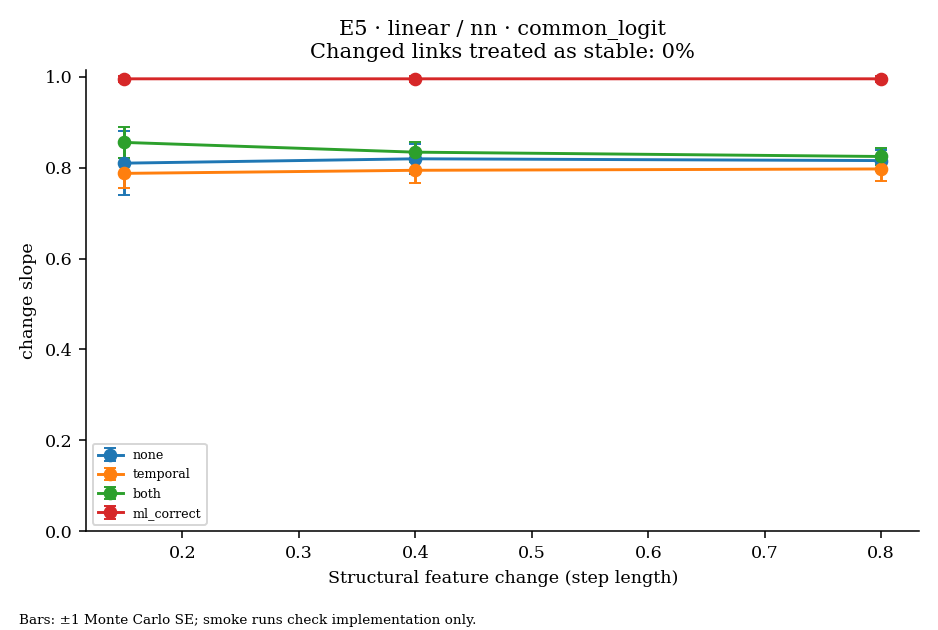 E5 · linear / nn · common_logit
Changed links treated as stable: 0%
change slope
1.0
0.8
0.6
0.4
0.2
0.0
none
temporal
both
ml_correct
0.2 0.3 0.4 0.5 0.6 0.7 0.8
Structural feature change (step length)
Bars: ±1 Monte Carlo SE; smoke runs check implementation only.